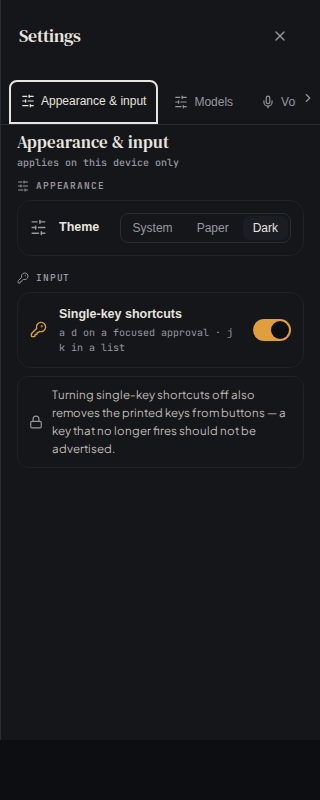 Settings
Appearance & input
Models
Vo
Appearance & input
applies on this device only
APPEARANCE
Theme
System
Paper
Dark
INPUT
Single-key shortcuts
a d on a focused approval · j
k in a list
Turning single-key shortcuts off also
removes the printed keys from buttons — a
key that no longer fires should not be
advertised.